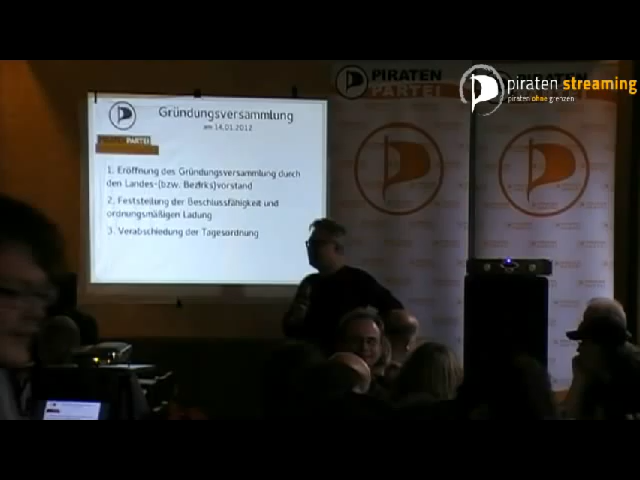 PIRATEN
PARTEI
piraten streaming
piraten ohne grenzen
Gründungsversammlung
am 14.01.2012
PIRATENPARTEI
1. Eröffnung des Gründungsversammlung durch
den Landes-(bzw. Bezirks)vorstand
2. Feststellung der Beschlussfähigkeit und
ordnungsmäßigen Ladung
3. Verabschiedung der Tagesordnung